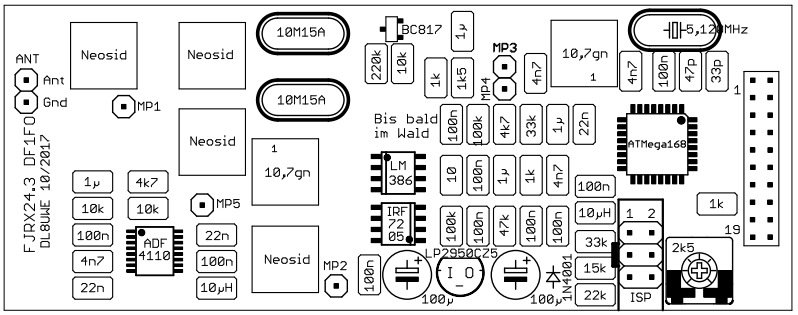 ANT
Ant
Gnd
FJRX24.3 DF1FO
DL8UWE 10/2017
Neosid
MP1
Neosid
Neosid
10M15A
10M15A
1
10,7gn
BC817
220k
10k
1µ
1k
1k5
MP3
MP4
4n7
10,7gn
1
5,120MHz
4n7
100n
47p
33p
1
19
Bis bald
im Wald
100n
100k
4k7
33k
1µ
22n
ATMega168
LM
386
10
100n
1µ
1k
4n7
100n
10µH
1k
1µ
4k7
10k
10k
100n
4n7
22n
ADF
4110
MP5
22n
100n
10µH
Neosid
MP2
100n
IRF
72
05
100k
100n
47k
100n
100n
LP2950CZ5
I O
-
+
100µ
+
100µ
1N4001
33k
15k
22k
1 2
ISP
2k5